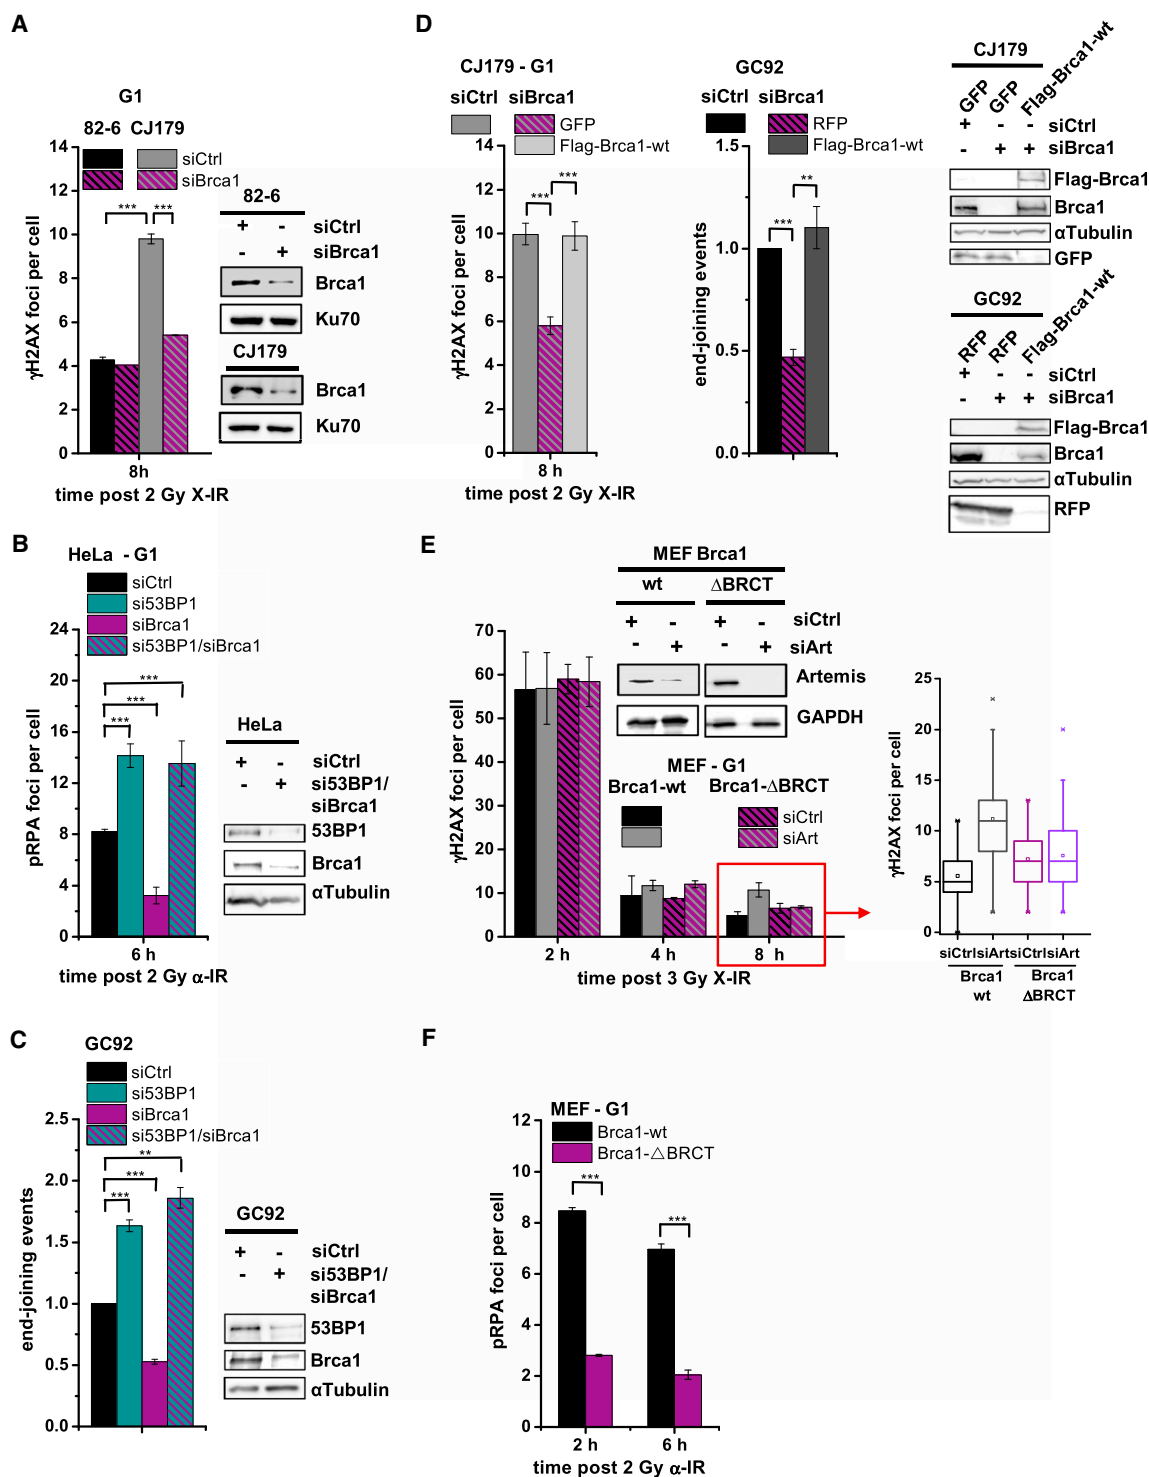 A
G1
82-6 CJ179
siCtrl
siBrca1
14
12
10
8
6
4
2
0
γH2AX foci per cell
***
***
8h
time post 2 Gy X-IR
82-6
+ - siCtrl
- + siBrca1
Brca1
Ku70
CJ179
Brca1
Ku70
B
HeLa - G1
siCtrl
si53BP1
siBrca1
si53BP1/siBrca1
24
20
16
12
8
4
0
pRPA foci per cell
***
***
***
6 h
time post 2 Gy α-IR
HeLa
+ - siCtrl
- + si53BP1/
siBrca1
53BP1
Brca1
αTubulin
C
GC92
siCtrl
si53BP1
siBrca1
si53BP1/siBrca1
2.5
2.0
1.5
1.0
0.5
0.0
end-joining events
**
***
***
GC92
+ - siCtrl
- + si53BP1/
siBrca1
53BP1
Brca1
αTubulin
D
CJ179 - G1
siCtrl siBrca1
GFP
Flag-Brca1-wt
14
12
10
8
6
4
2
0
γH2AX foci per cell
***
***
8 h
time post 2 Gy X-IR
GC92
siCtrl siBrca1
RFP
Flag-Brca1-wt
1.5
1.0
0.5
0.0
end-joining events
**
***
CJ179
GFP GFP Flag-Brca1-wt
+ - - siCtrl
- + + siBrca1
Flag-Brca1
Brca1
αTubulin
GFP
GC92
RFP RFP Flag-Brca1-wt
+ - - siCtrl
- + + siBrca1
Flag-Brca1
Brca1
αTubulin
RFP
E
MEF Brca1
wt ΔBRCT
+ - + - siCtrl
- + - + siArt
Artemis
GAPDH
MEF - G1
Brca1-wt Brca1-ΔBRCT
siCtrl
siArt
70
60
50
40
30
20
10
0
γH2AX foci per cell
2 h 4 h 8 h
time post 3 Gy X-IR
25
20
15
10
5
0
γH2AX foci per cell
siCtrl siArt siCtrl siArt
Brca1 Brca1
wt ΔBRCT
F
MEF - G1
Brca1-wt
Brca1-△BRCT
12
10
8
6
4
2
0
pRPA foci per cell
***
***
2 h 6 h
time post 2 Gy α-IR